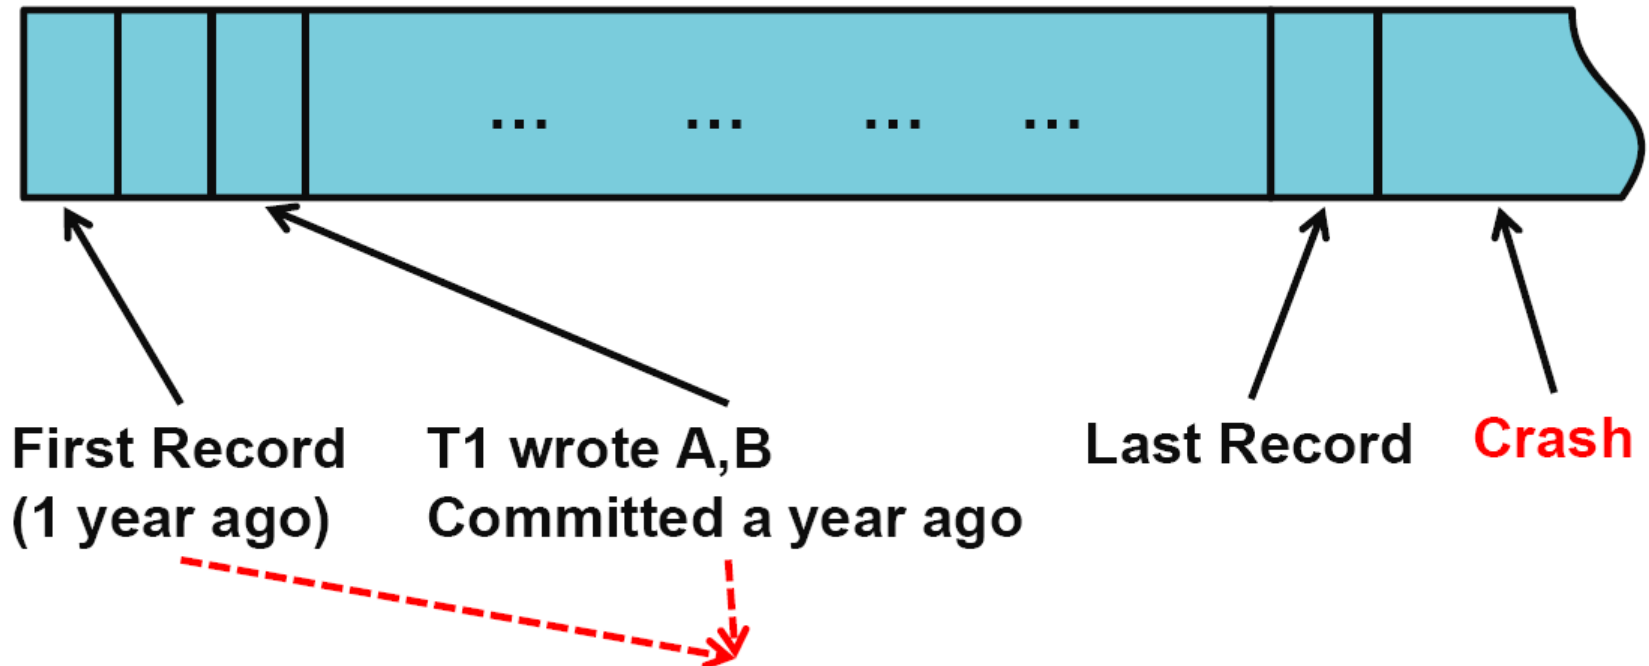 ... ... ... ...
First Record
(1 year ago)
T1 wrote A,B
Committed a year ago
Last Record
Crash